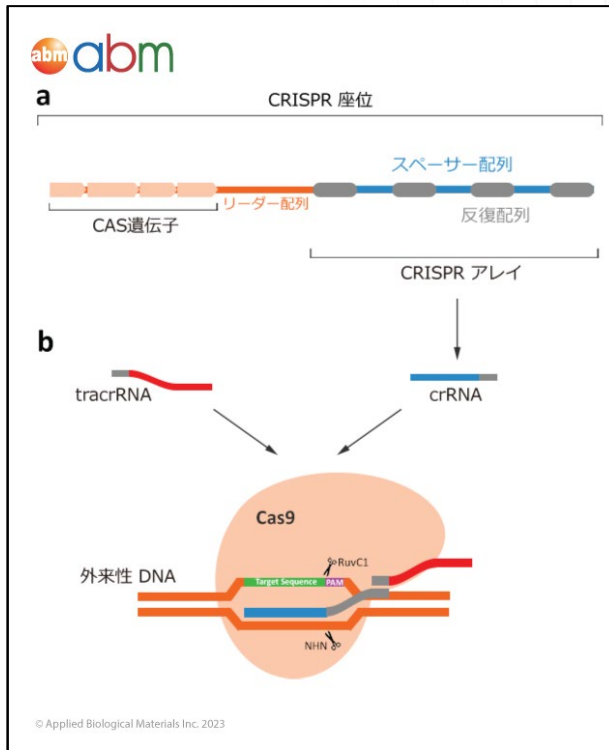 abm abm
a
CRISPR 座位
スペーサー配列
リーダー配列
CAS遺伝子
反復配列
CRISPR アレイ
b
tracrRNA
crRNA
Cas9
RuvC1
外来性 DNA
Target Sequence PAM
NHN
© Applied Biological Materials Inc. 2023